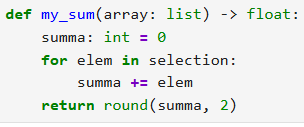 def my_sum(array: list) -> float:
    summa: int = 0
    for elem in selection:
        summa += elem
    return round(summa, 2)